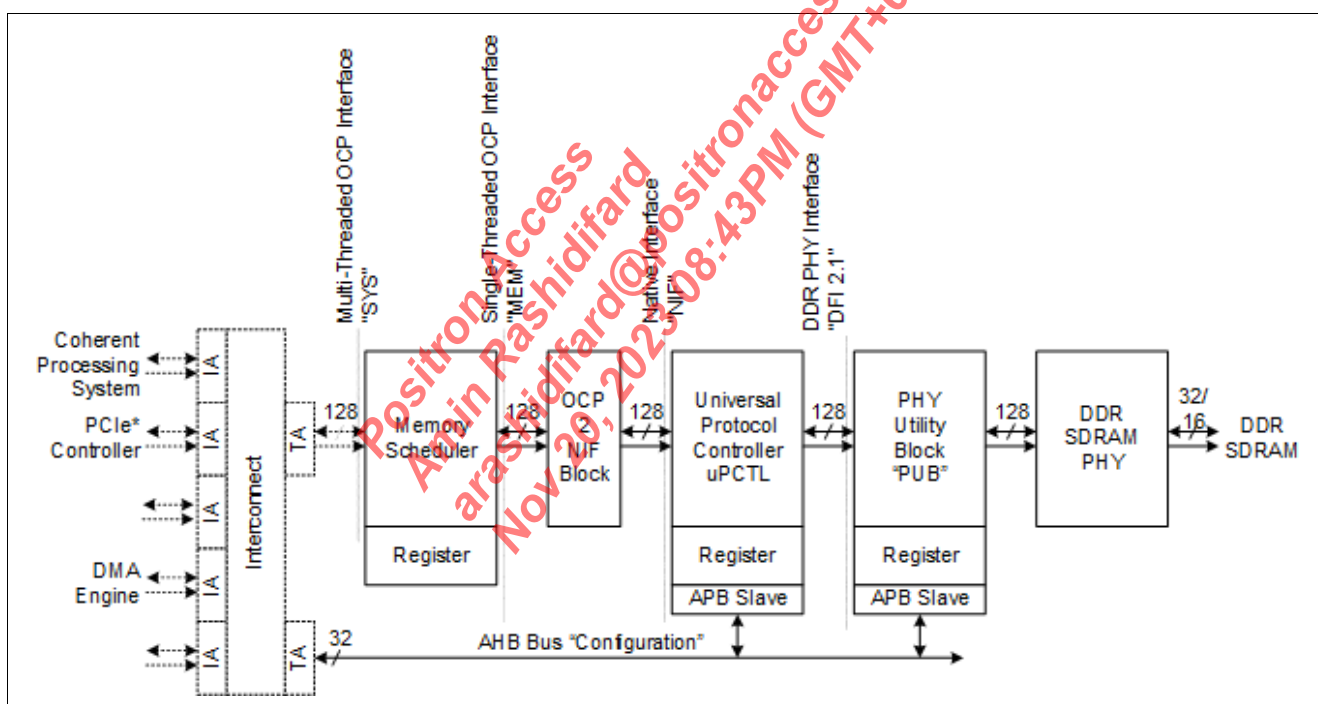 Multi-Threaded OCP Interface
"SYS"
Single-Threaded OCP Interface
"MEM"
Native Interface
"NIF"
DDR PHY Interface
"DFI 2.1"
Coherent
Processing
System
PCIe*
Controller
DMA
Engine
IA
IA
IA
IA
IA
Interconnect
TA
TA
128
Memory
Scheduler
Register
128
OCP
2
NIF
Block
128
Universal
Protocol
Controller
uPCTL
Register
APB Slave
128
PHY
Utility
Block
"PUB"
Register
APB Slave
128
DDR
SDRAM
PHY
32/
16
DDR
SDRAM
32
AHB Bus "Configuration"
Positron Access
Amin Rashidifard
arashidifard@positronacces
Nov 20, 2023 08:43PM (GMT+